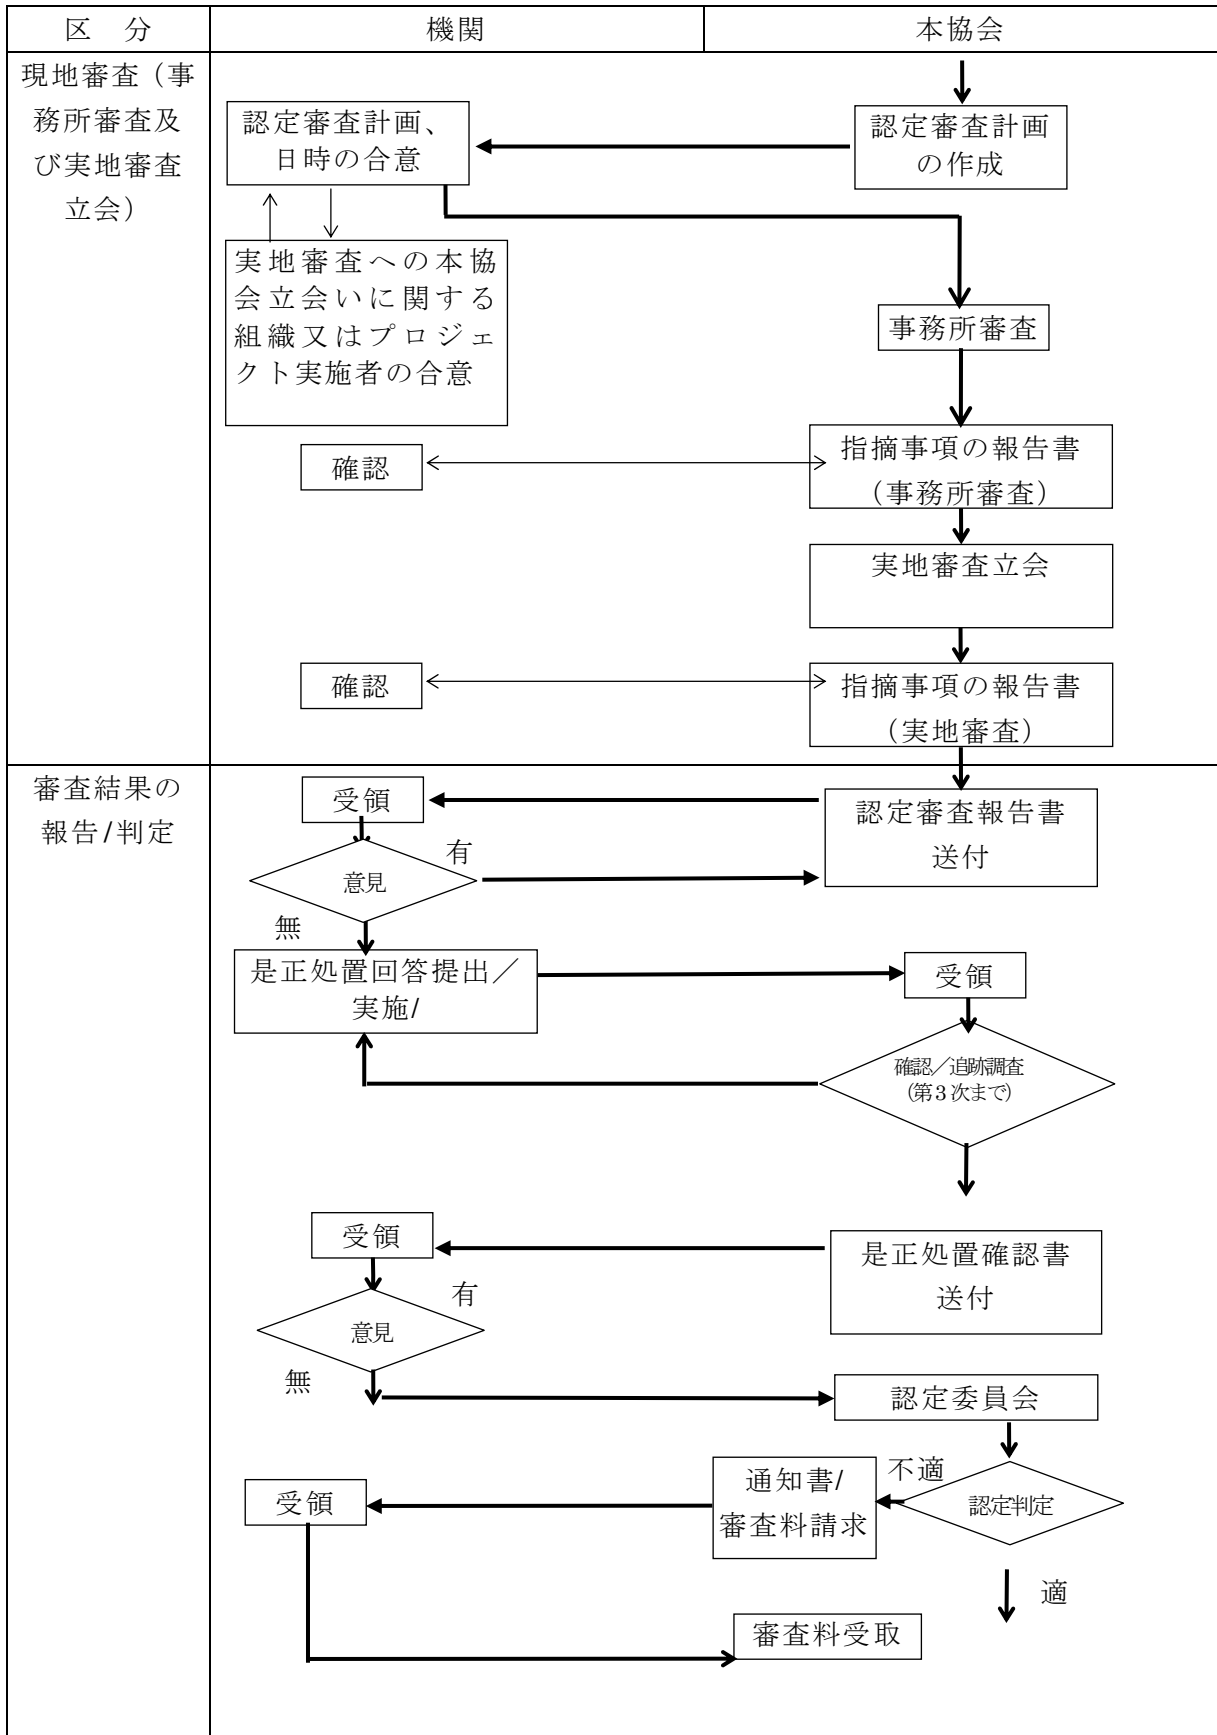 区　分
機関
本協会
現地審査（事
務所審査及
び実地審査
立会）
認定審査計画、
日時の合意
認定審査計画
の作成
実地審査への本協
会立会いに関する
組織又はプロジェ
クト実施者の合意
事務所審査
確認
指摘事項の報告書
（事務所審査）
実地審査立会
確認
指摘事項の報告書
（実地審査）
審査結果の
報告/判定
受領
認定審査報告書
送付
有
意見
無
是正処置回答提出／
実施/
受領
確認／追跡調査
(第３次まで)
受領
是正処置確認書
送付
有
意見
無
認定委員会
不適
認定判定
通知書/
審査料請求
受領
適
審査料受取